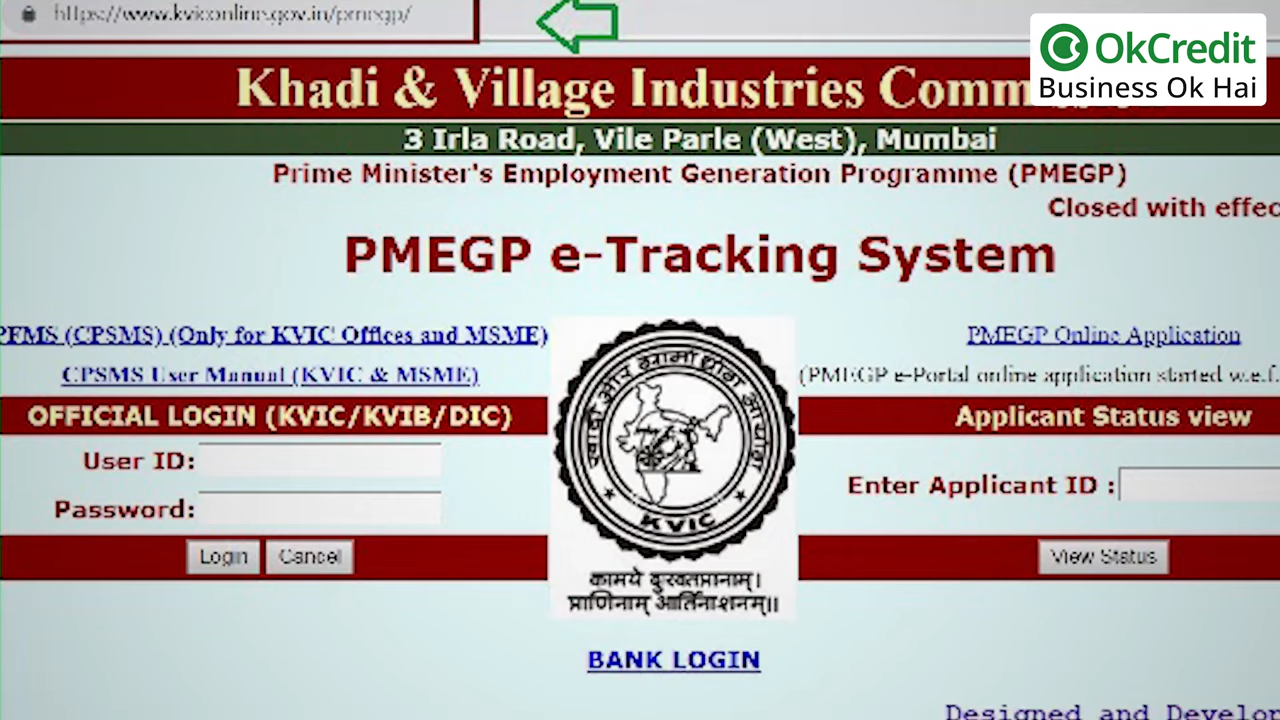 https://www.kviconline.gov.in/pmegp/
OkCredit
Business Ok Hai
Khadi & Village Industries
3 Irla Road, Vile Parle (West), Mumbai
Prime Minister's Employment Generation Programme (PMEGP)
Closed with effec
PMEGP e-Tracking System
PFMS (CPSMS) (Only for KVIC Offices and MSME)
PMEGP Online Application
CPSMS User Manual (KVIC & MSME)
(PMEGP e-Portal online application started w.e.f.
OFFICIAL LOGIN (KVIC/KVIB/DIC)
Applicant Status view
User ID:
Enter Applicant ID :
Password:
Login Cancel
View Status
खादी और ग्रामोद्योग आयोग
KVIC
कामये दुःखतप्तानाम्।
प्राणिनाम् आर्तिनाशनम्॥
BANK LOGIN
Designed and Develop